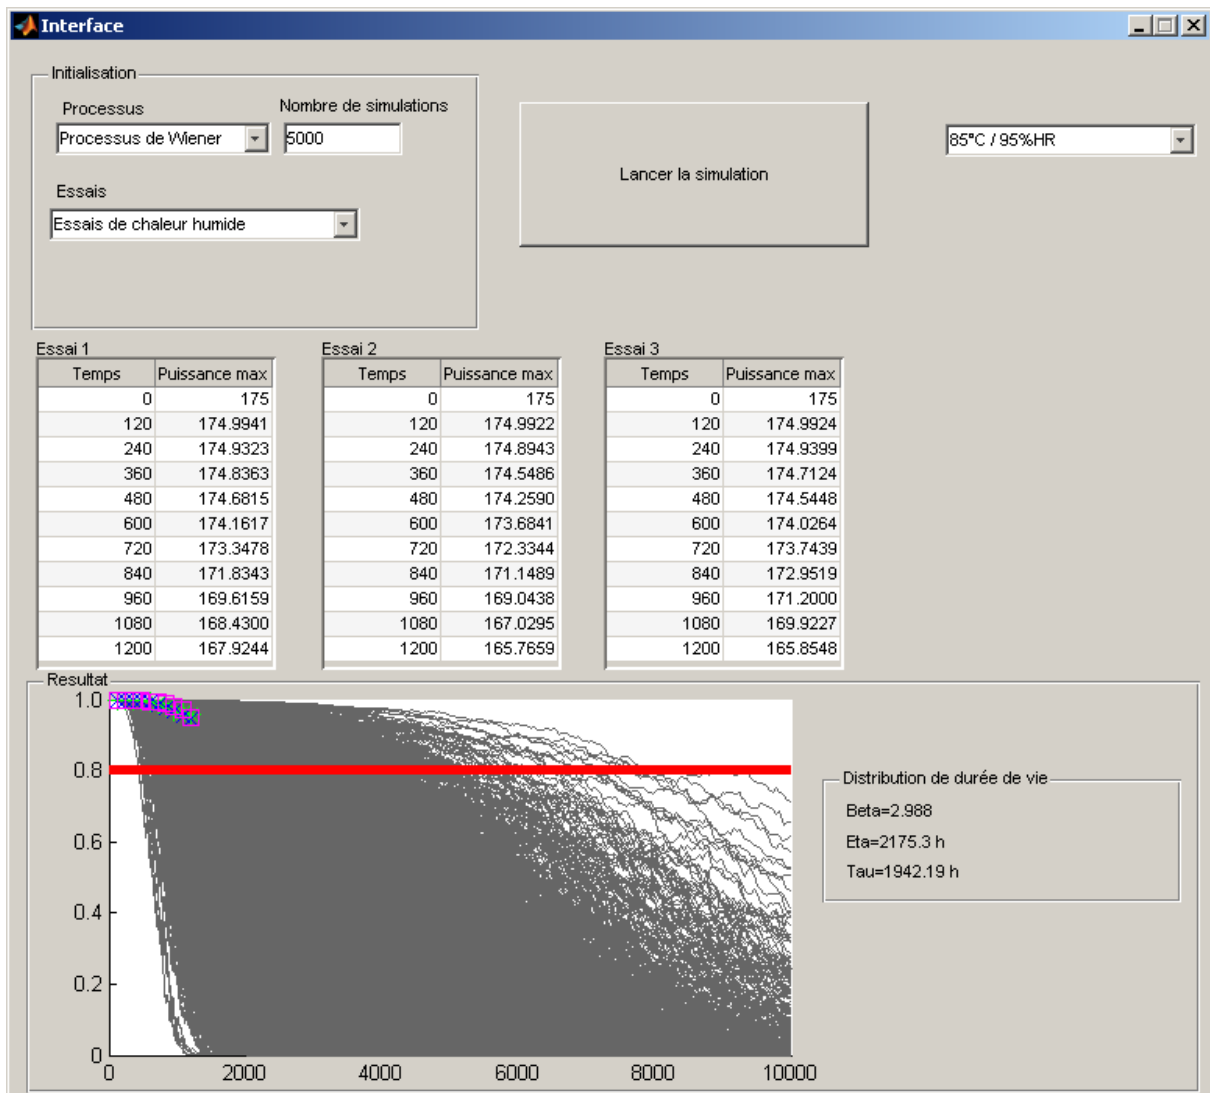 Interface
Initialisation
Processus Nombre de simulations
Processus de Wiener 5000
Lancer la simulation
85°C / 95%HR
Essais
Essais de chaleur humide
Essai 1 Essai 2 Essai 3
Temps Puissance max Temps Puissance max Temps Puissance max
0 175 0 175 0 175
120 174.9941 120 174.9922 120 174.9924
240 174.9323 240 174.8943 240 174.9399
360 174.8363 360 174.5486 360 174.7124
480 174.6815 480 174.2590 480 174.5448
600 174.1617 600 173.6841 600 174.0264
720 173.3478 720 172.3344 720 173.7439
840 171.8343 840 171.1489 840 172.9519
960 169.6159 960 169.0438 960 171.2000
1080 168.4300 1080 167.0295 1080 169.9227
1200 167.9244 1200 165.7659 1200 165.8548
Resultat
1.0
0.8
0.6
0.4
0.2
0
0 2000 4000 6000 8000 10000
Distribution de durée de vie
Beta=2.988
Eta=2175.3 h
Tau=1942.19 h